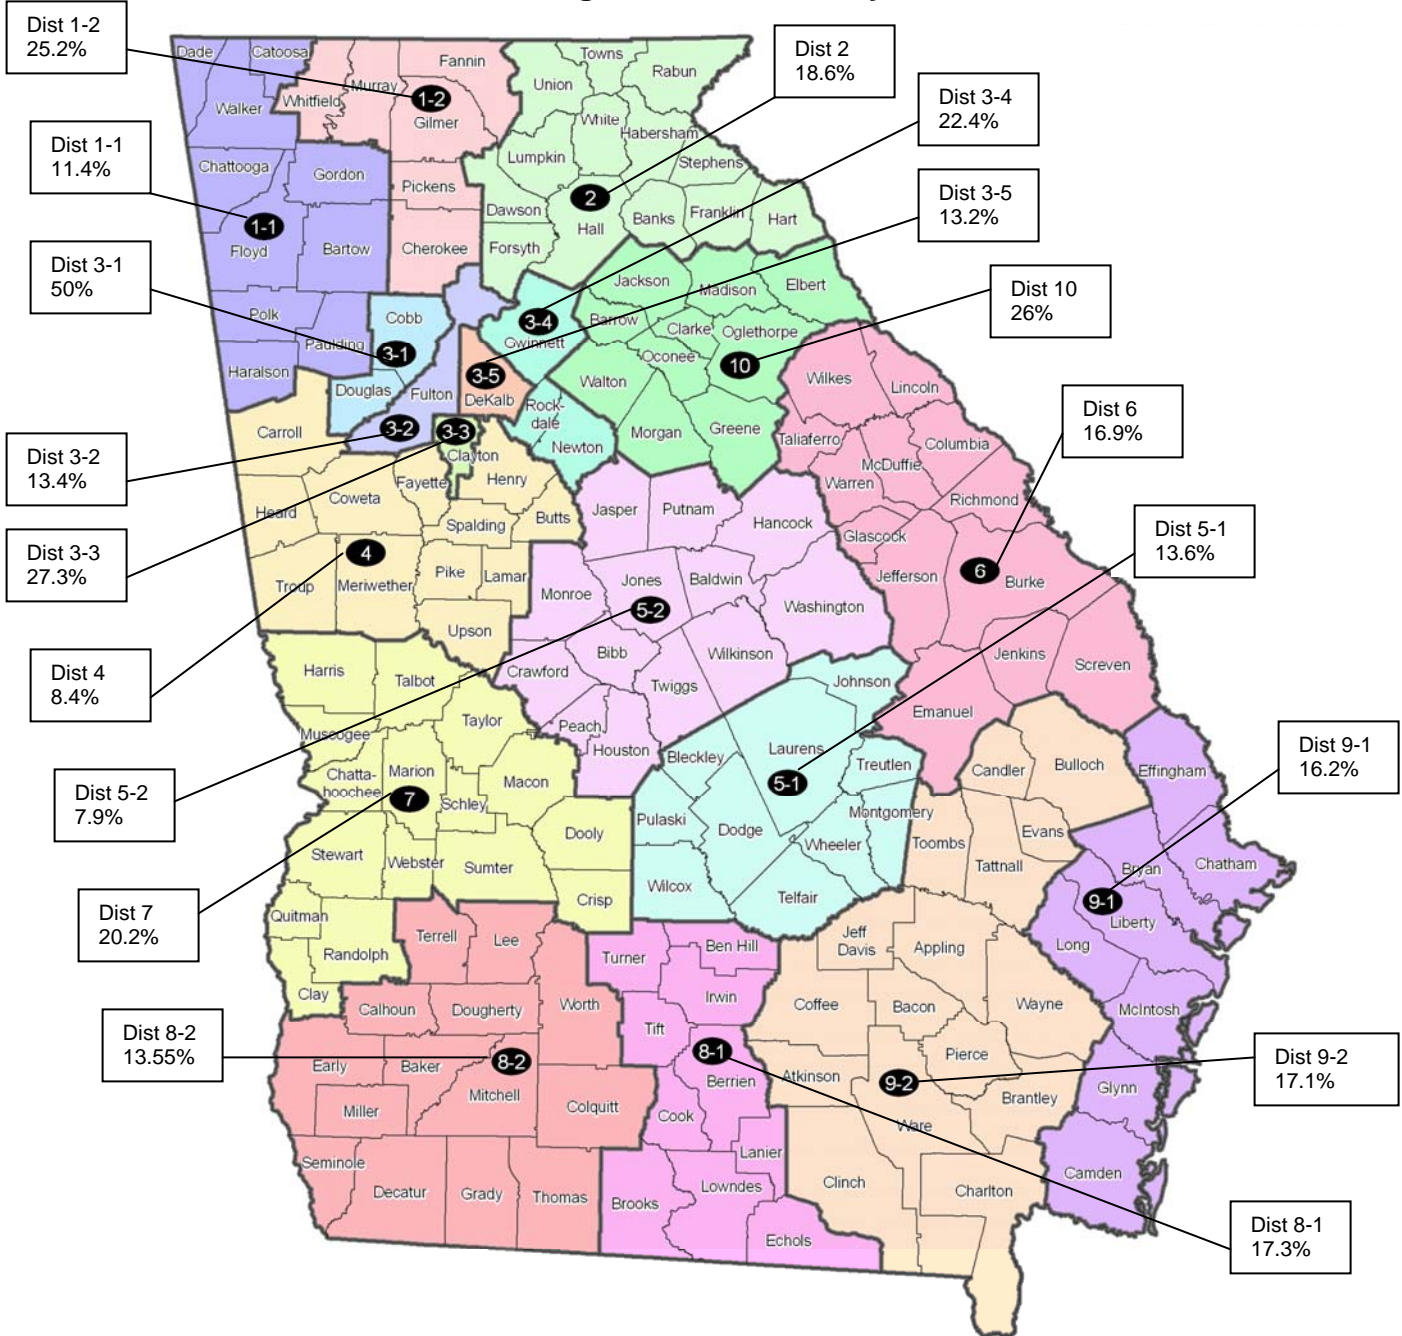 Dist 1-2
25.2%
Dist 2
18.6%
Dist 3-4
22.4%
Dist 1-1
11.4%
Dist 3-5
13.2%
Dist 3-1
50%
Dist 10
26%
Dist 6
16.9%
Dist 3-2
13.4%
Dist 3-3
27.3%
Dist 5-1
13.6%
Dist 4
8.4%
Dist 9-1
16.2%
Dist 5-2
7.9%
Dist 7
20.2%
Dist 8-2
13.55%
Dist 9-2
17.1%
Dist 8-1
17.3%
Dade
Catoosa
Walker
Whitfield
Murray
Fannin
1-2
Gilmer
Chattooga
Gordon
Pickens
1-1
Floyd
Bartow
Cherokee
Polk
Paulding
Haralson
Towns
Union
Rabun
White
Habersham
Lumpkin
Stephens
Dawson
2
Hall
Banks
Franklin
Hart
Forsyth
Cobb
3-1
Douglas
Fulton
3-2
3-4
Gwinnett
3-5
DeKalb
3-3
Clayton
Rock-
dale
Newton
Jackson
Madison
Elbert
Barrow
Clarke
Oglethorpe
Oconee
10
Walton
Morgan
Greene
Wilkes
Lincoln
Taliaferro
Columbia
McDuffie
Warren
Richmond
Glascock
Jefferson
6
Burke
Jenkins
Screven
Emanuel
Carroll
Coweta
Fayette
Henry
Heard
Spalding
Butts
4
Troup
Meriwether
Pike
Lamar
Upson
Jasper
Putnam
Hancock
Jones
Baldwin
Monroe
5-2
Washington
Bibb
Wilkinson
Crawford
Twiggs
Peach
Houston
Johnson
Laurens
Bleckley
Treutlen
5-1
Pulaski
Dodge
Montgomery
Wheeler
Wilcox
Telfair
Harris
Talbot
Taylor
Muscogee
Chatta-
hoochee
Marion
Macon
7
Schley
Dooly
Stewart
Webster
Sumter
Crisp
Quitman
Randolph
Clay
Terrell
Lee
Calhoun
Dougherty
Worth
Early
Baker
8-2
Mitchell
Miller
Colquitt
Seminole
Decatur
Grady
Thomas
Turner
Ben Hill
Irwin
Tift
8-1
Berrien
Cook
Lanier
Brooks
Lowndes
Echols
Candler
Bulloch
Toombs
Evans
Tattnall
Jeff
Davis
Appling
Coffee
Bacon
Wayne
Pierce
Atkinson
9-2
Brantley
Ware
Clinch
Charlton
Effingham
Bryan
Chatham
9-1
Liberty
Long
McIntosh
Glynn
Camden